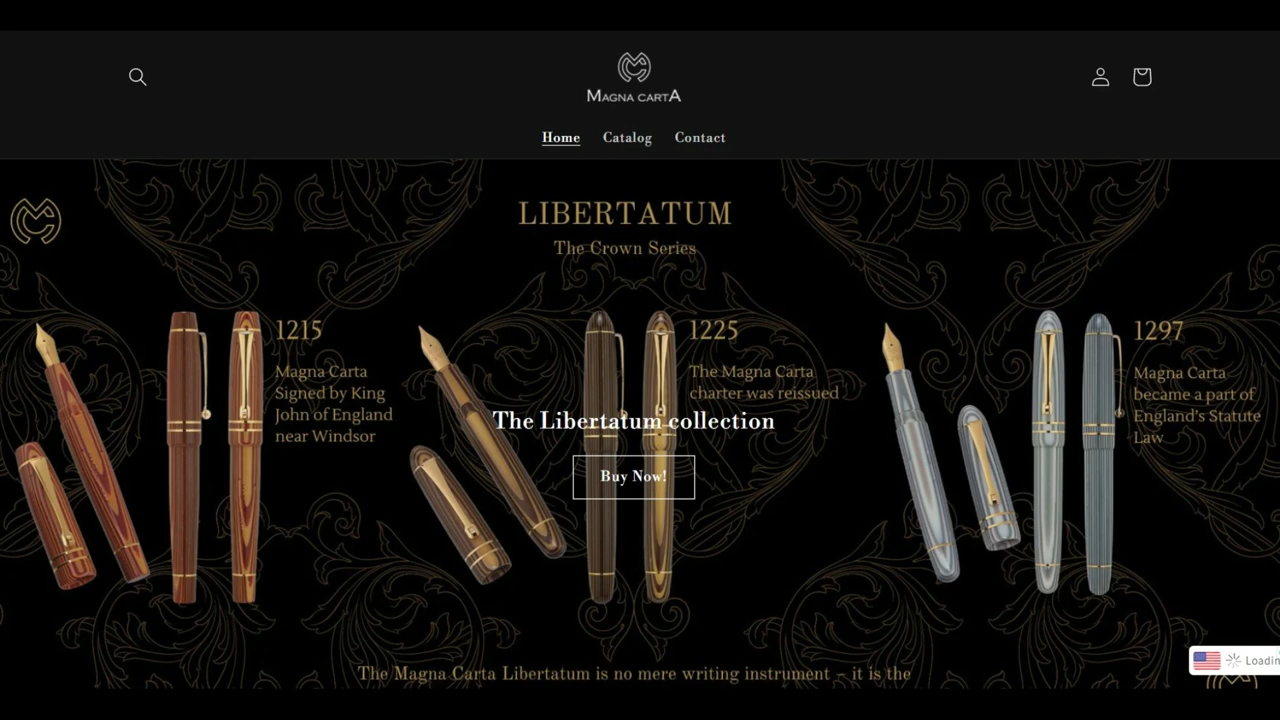 MAGNA CARTA
Home
Catalog
Contact
LIBERTATUM
The Crown Series
1215
Magna Carta
Signed by King
John of England
near Windsor
1225
The Magna Carta
charter was reissued
1297
Magna Carta
became a part of
England's Statute
Law
The Libertatum collection
Buy Now!
Loadin
The Magna Carta Libertatum is no mere writing instrument – it is the